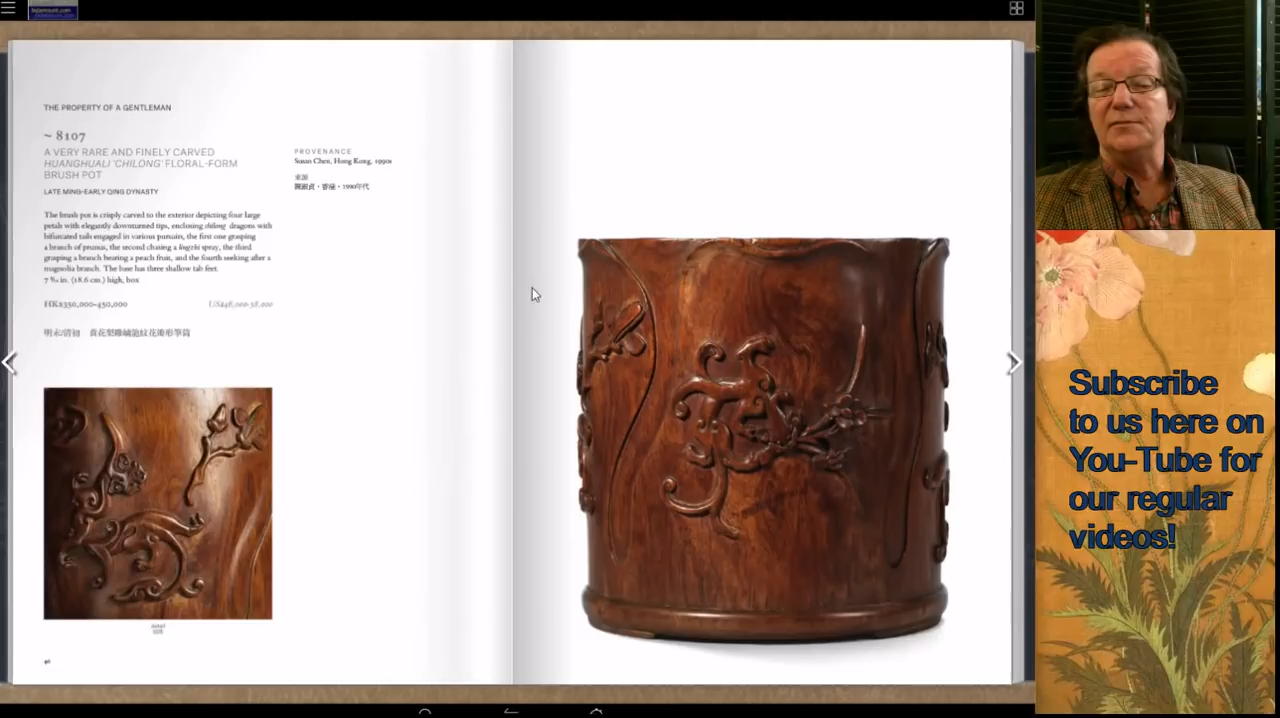 THE PROPERTY OF A GENTLEMAN
~ 8107
A VERY RARE AND FINELY CARVED
HUANGHUALI 'CHILONG' FLORAL-FORM
BRUSH POT
LATE MING-EARLY QING DYNASTY
The brush pot is crisply carved to the exterior depicting four large
petals with elegantly downturned tips, enclosing chilong dragons with
bifurcated tails engaged in various pursuits, the first one grasping
a branch of prunus, the second chasing a lingzhi spray, the third
grasping a branch bearing a peach fruit, and the fourth seeking after a
magnolia branch. The base has three shallow tab feet.
7 ⅜ in. (18.6 cm.) high, box
HK$350,000-450,000
US$46,000-58,000
明末/清初 黃花梨雕螭龍紋花瓣形筆筒
PROVENANCE
Susan Chen, Hong Kong, 1990s
來源
香港,1990年代
detail
Subscribe
to us here on
You-Tube for
our regular
videos!